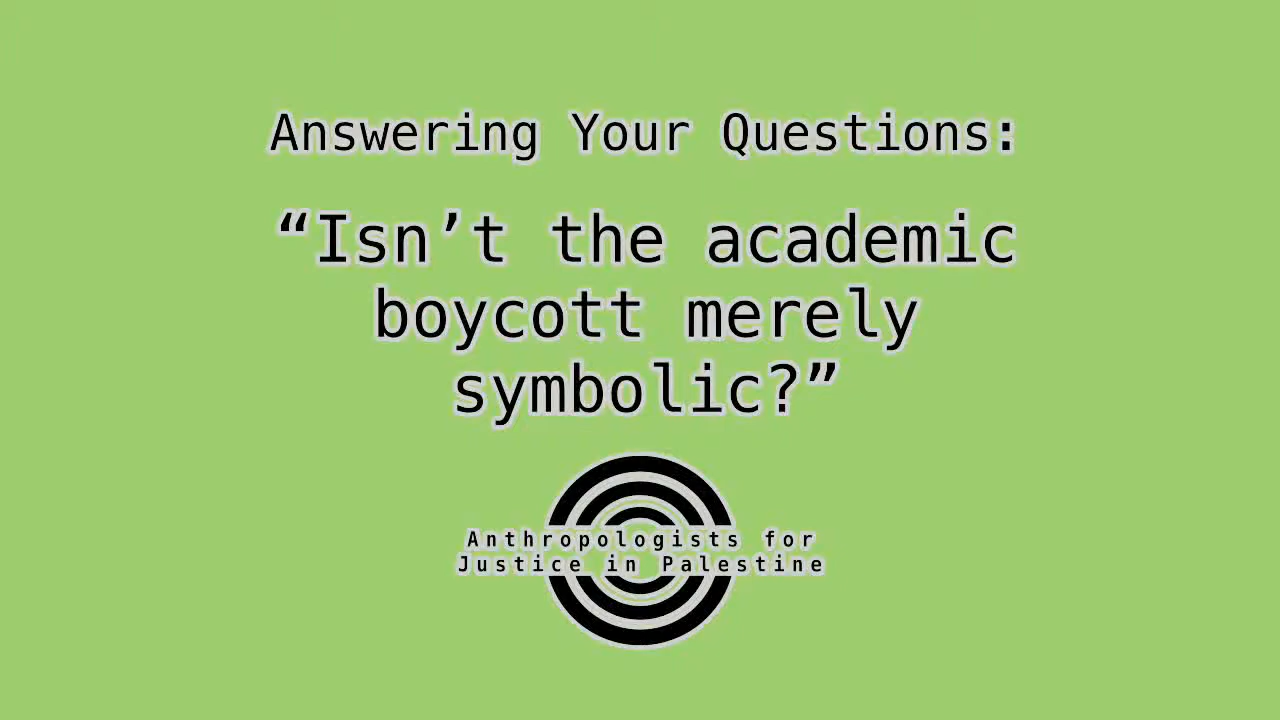 Answering Your Questions:
“Isn’t the academic
boycott merely
symbolic?”
Anthropologists for
Justice in Palestine